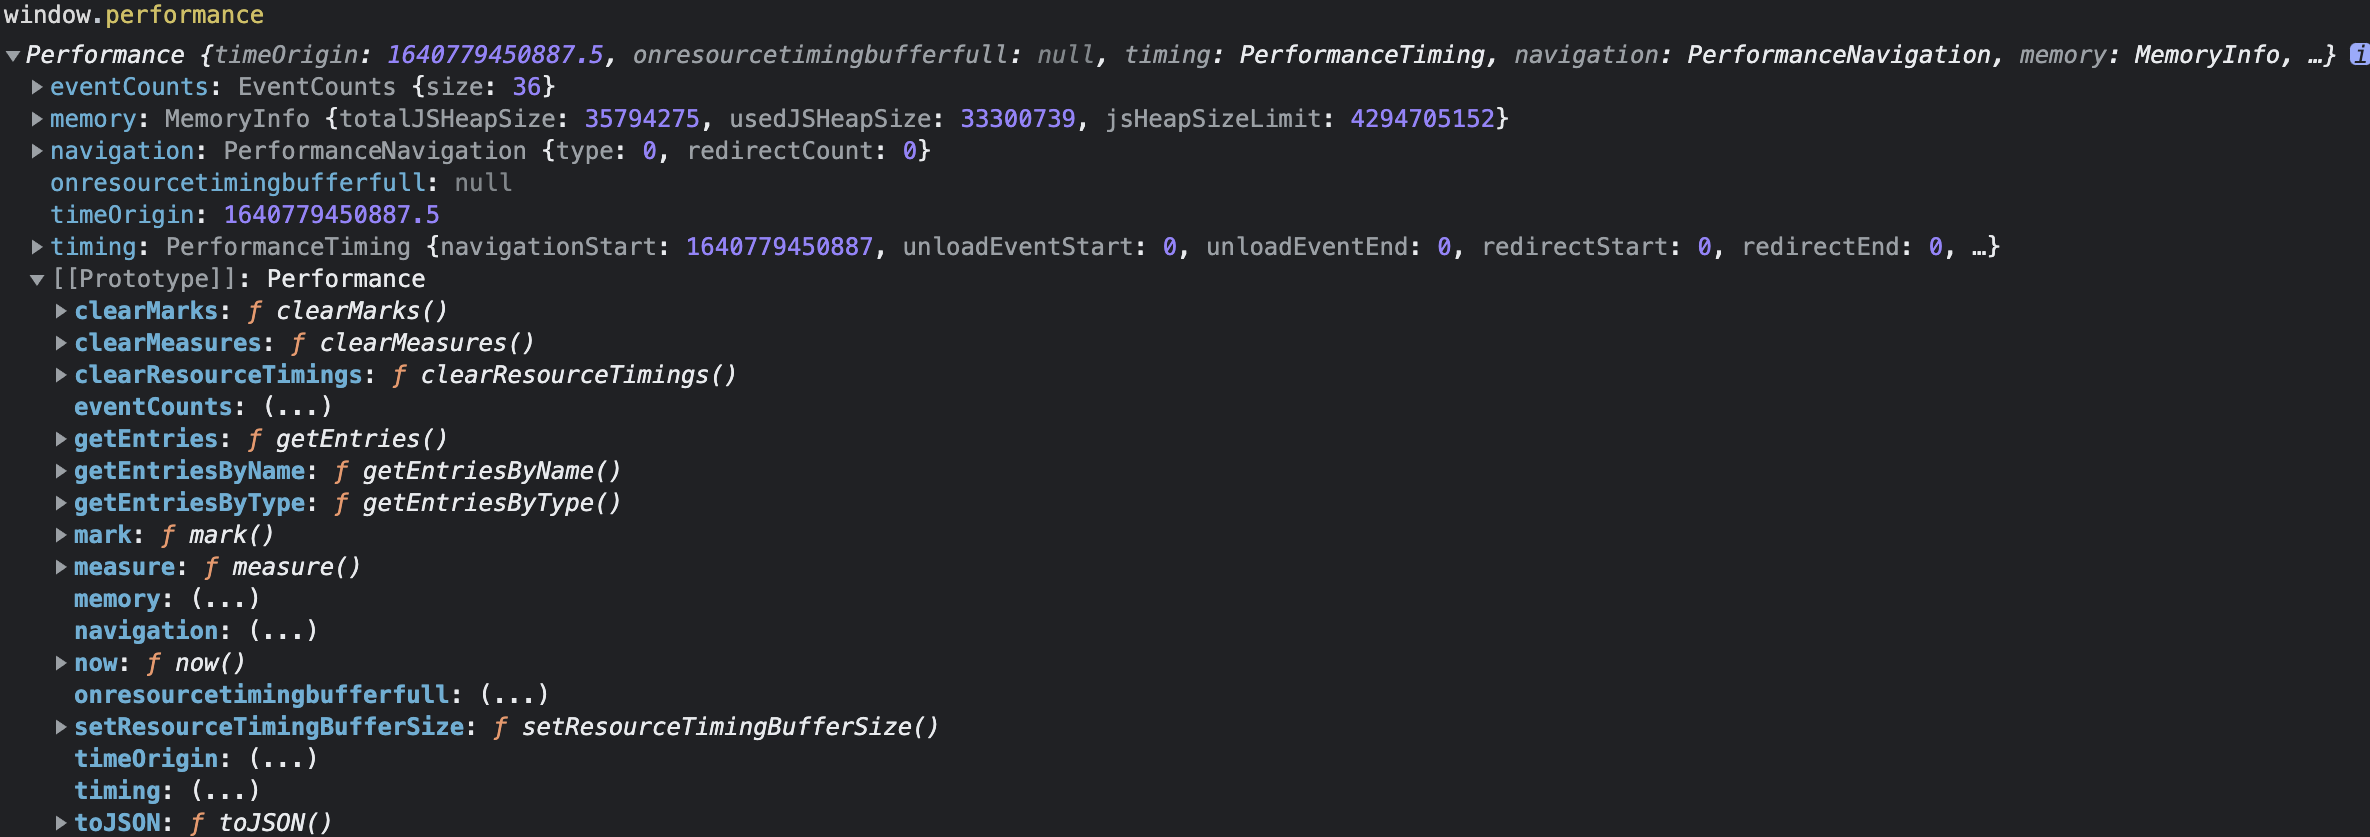 window.performance
Performance {timeOrigin: 1640779450887.5, onresourcetimingbufferfull: null, timing: PerformanceTiming, navigation: PerformanceNavigation, memory: MemoryInfo, …} i
eventCounts: EventCounts {size: 36}
memory: MemoryInfo {totalJSHeapSize: 35794275, usedJSHeapSize: 33300739, jsHeapSizeLimit: 4294705152}
navigation: PerformanceNavigation {type: 0, redirectCount: 0}
onresourcetimingbufferfull: null
timeOrigin: 1640779450887.5
timing: PerformanceTiming {navigationStart: 1640779450887, unloadEventStart: 0, unloadEventEnd: 0, redirectStart: 0, redirectEnd: 0, …}
[[Prototype]]: Performance
clearMarks: ƒ clearMarks()
clearMeasures: ƒ clearMeasures()
clearResourceTimings: ƒ clearResourceTimings()
eventCounts: (...)
getEntries: ƒ getEntries()
getEntriesByName: ƒ getEntriesByName()
getEntriesByType: ƒ getEntriesByType()
mark: ƒ mark()
measure: ƒ measure()
memory: (...)
navigation: (...)
now: ƒ now()
onresourcetimingbufferfull: (...)
setResourceTimingBufferSize: ƒ setResourceTimingBufferSize()
timeOrigin: (...)
timing: (...)
toJSON: ƒ toJSON()